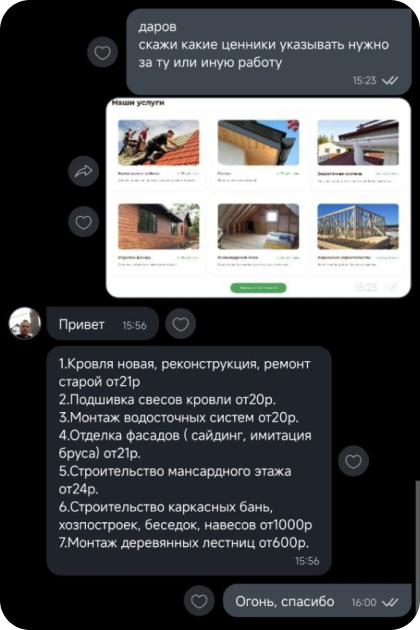 даров
скажи какие ценники указывать нужно
за ту или иную работу
15:23
Наши услуги
15:23
Привет 15:56
1.Кровля новая, реконструкция, ремонт
старой от21р
2.Подшивка свесов кровли от20р.
3.Монтаж водосточных систем от20р.
4.Отделка фасадов ( сайдинг, имитация
бруса) от21р.
5.Строительство мансардного этажа
от24р.
6.Строительство каркасных бань,
хозпостроек, беседок, навесов от1000р
7.Монтаж деревянных лестниц от600р.
15:56
Огонь, спасибо 16:00